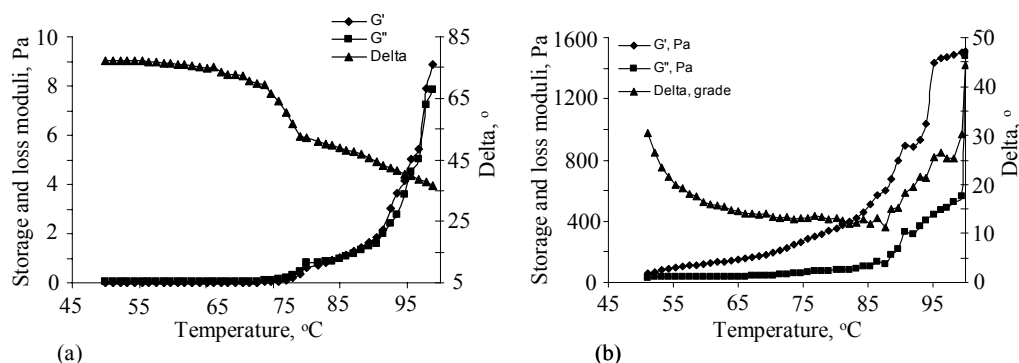 G'
G"
Delta
Storage and loss moduli, Pa
10
8
6
4
2
0
85
65
45
25
5
Delta, °
45 55 65 75 85 95
Temperature, °C
(a)
G', Pa
G", Pa
Delta, grade
Storage and loss moduli, Pa
1600
1200
800
400
0
50
40
30
20
10
0
Delta, °
45 55 65 75 85 95
Temperature, °C
(b)